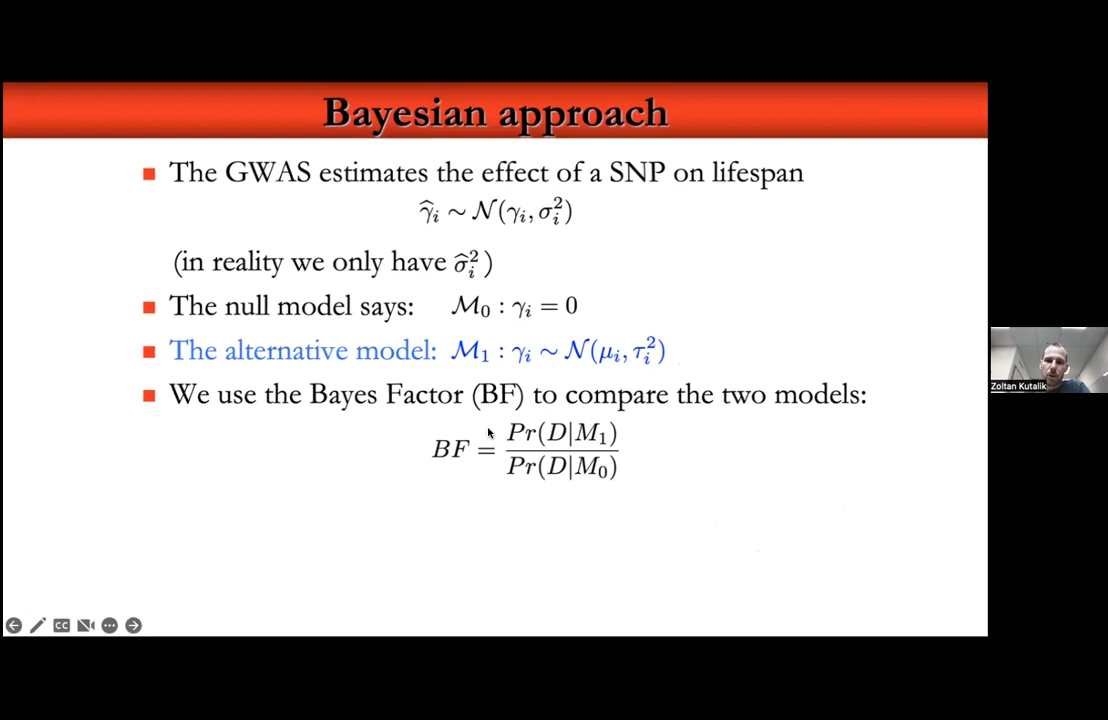 Bayesian approach
The GWAS estimates the effect of a SNP on lifespan
γ̂ᵢ ~ 𝒩(γᵢ, σᵢ²)
(in reality we only have σ̂ᵢ²)
The null model says: ℳ₀ : γᵢ = 0
The alternative model: ℳ₁ : γᵢ ~ 𝒩(μᵢ, τᵢ²)
We use the Bayes Factor (BF) to compare the two models:
BF = Pr(D|M₁) / Pr(D|M₀)
Zoltan Kutalik
CC